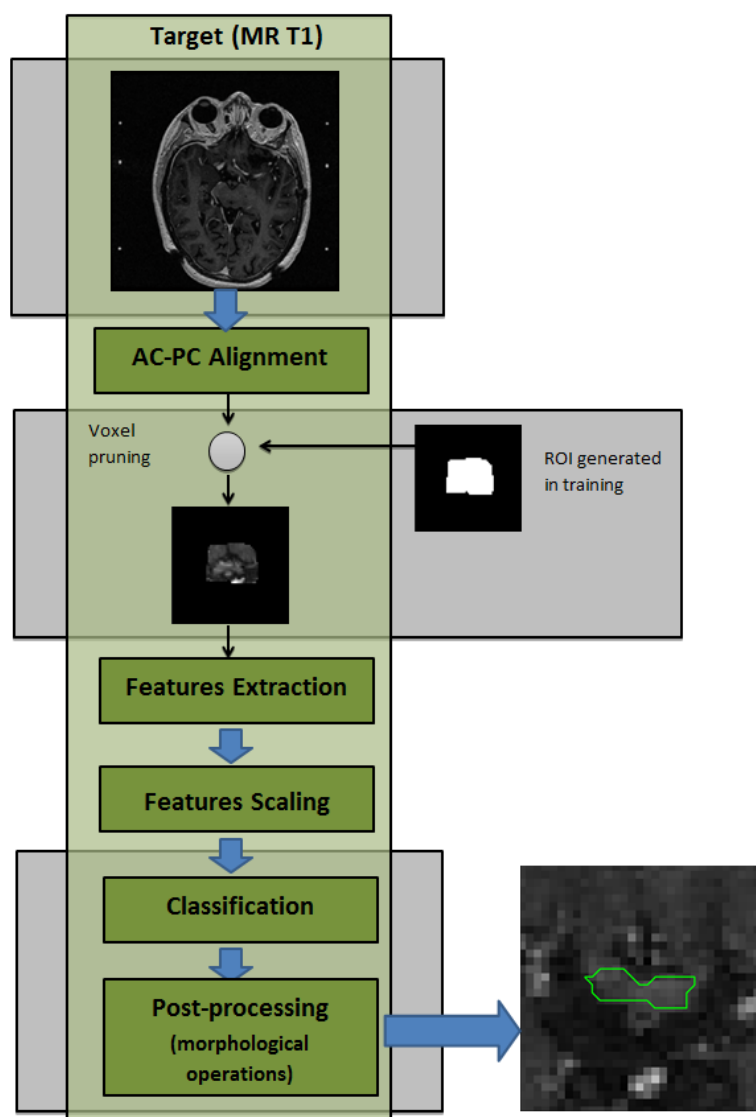 Target (MR T1)
AC-PC Alignment
Voxel
pruning
ROI generated
in training
Features Extraction
Features Scaling
Classification
Post-processing
(morphological
operations)